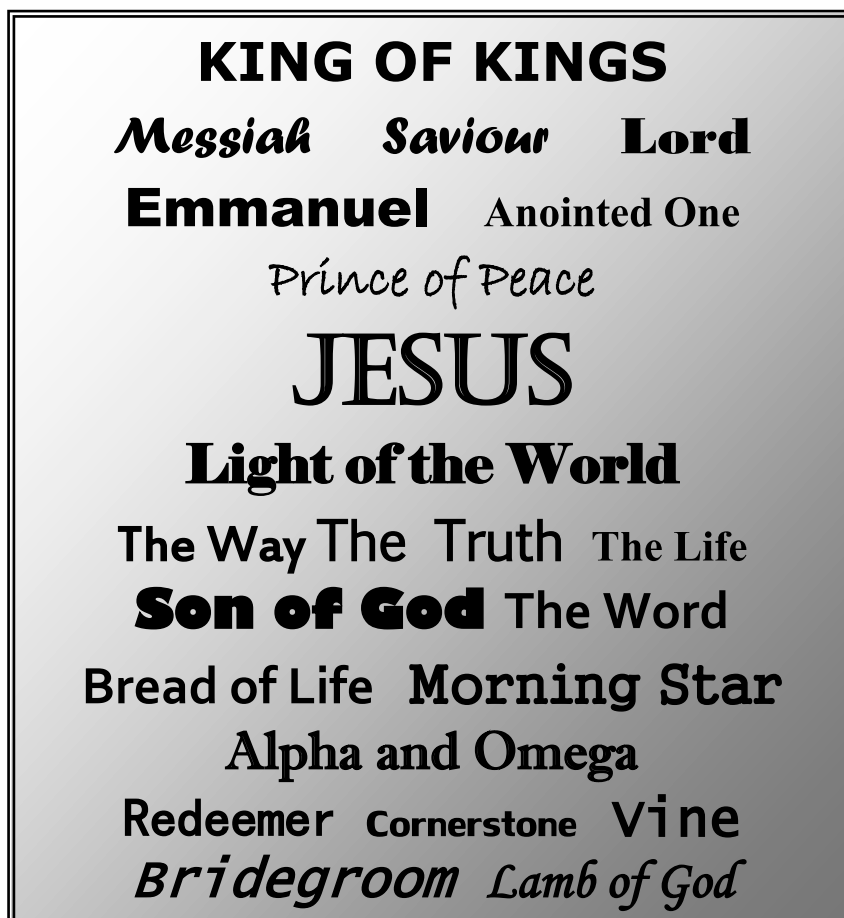 KING OF KINGS
Messiah Saviour Lord
Emmanuel Anointed One
Prince of Peace
JESUS
Light of the World
The Way The Truth The Life
Son of God The Word
Bread of Life Morning Star
Alpha and Omega
Redeemer Cornerstone Vine
Bridegroom Lamb of God